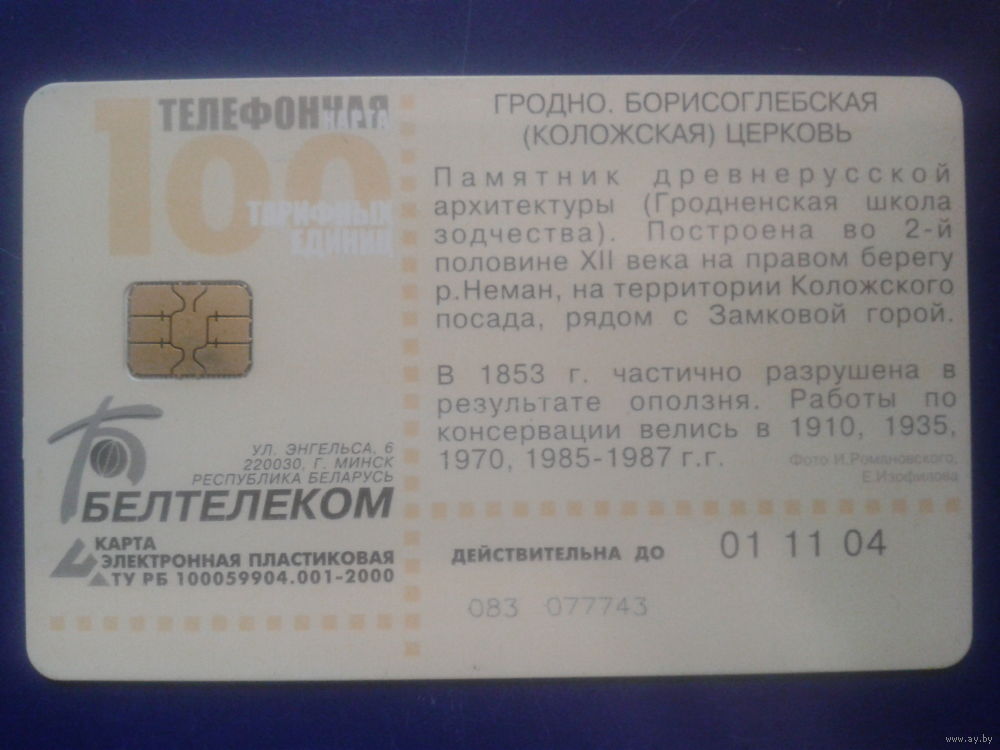 ТЕЛЕФОННАЯ
КАРТА
100
ТАРИФНЫХ
ЕДИНИЦ
УЛ. ЭНГЕЛЬСА, 6
220030, Г. МИНСК
РЕСПУБЛИКА БЕЛАРУСЬ
БЕЛТЕЛЕКОМ
КАРТА
ЭЛЕКТРОННАЯ ПЛАСТИКОВАЯ
ТУ РБ 100059904.001-2000
ГРОДНО. БОРИСОГЛЕБСКАЯ
(КОЛОЖСКАЯ) ЦЕРКОВЬ
Памятник древнерусской
архитектуры (Гродненская школа
зодчества). Построена во 2-й
половине XII века на правом берегу
р.Неман, на территории Коложского
посада, рядом с Замковой горой.
В 1853 г. частично разрушена в
результате оползня. Работы по
консервации велись в 1910, 1935,
1970, 1985-1987 г.г.
Фото И.Романовского,
Е.Изофилова
ДЕЙСТВИТЕЛЬНА ДО 01 11 04
083 077743
www.ay.by